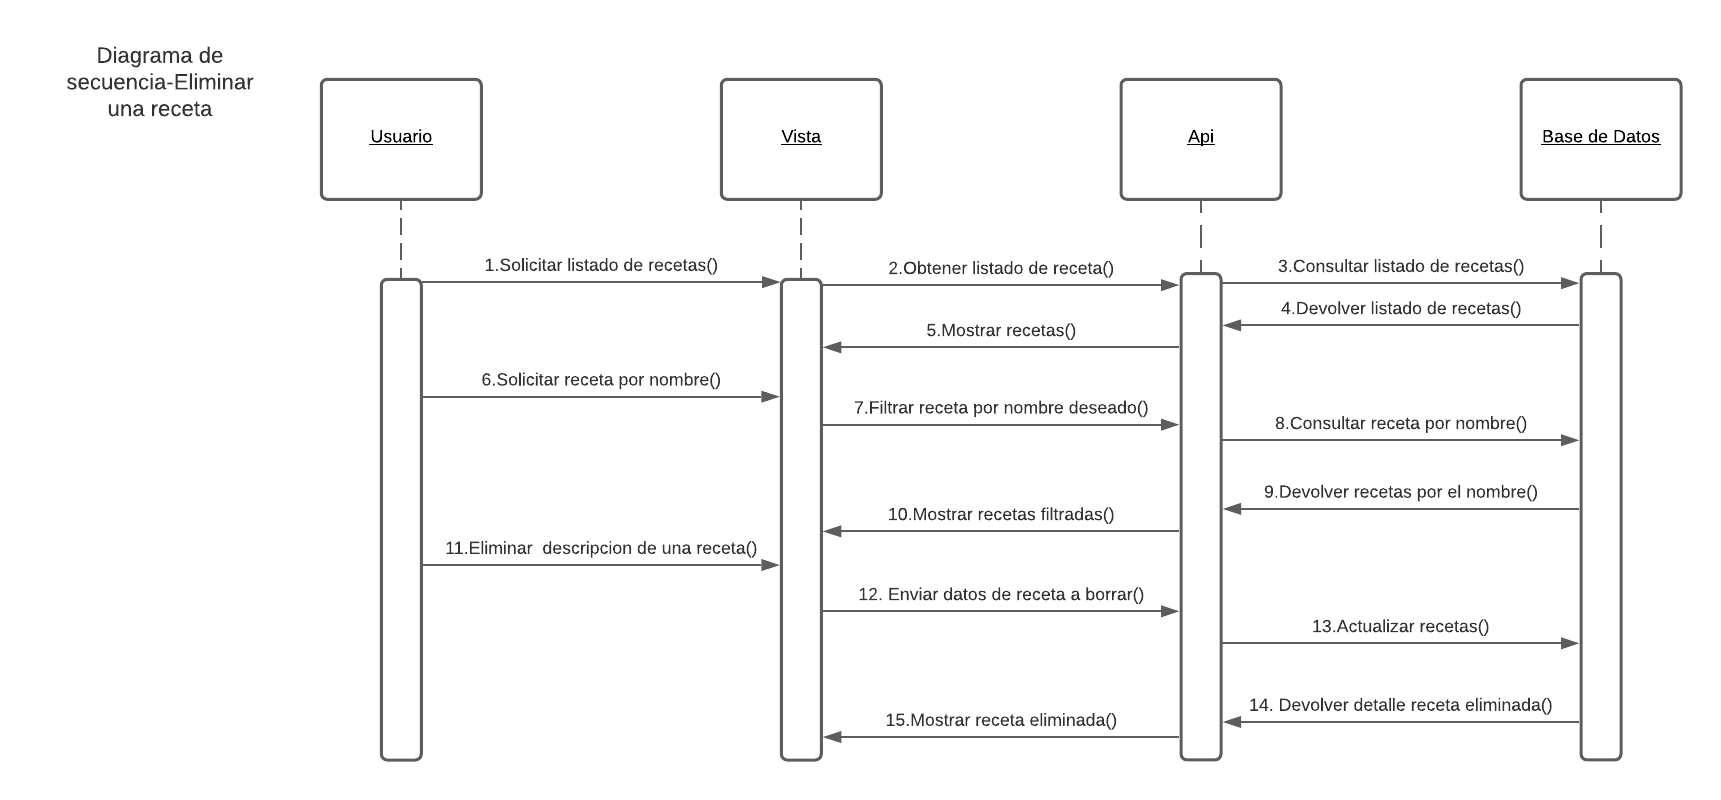 Diagrama de
secuencia-Eliminar
una receta
Usuario
Vista
Api
Base de Datos
1.Solicitar listado de recetas()
2.Obtener listado de receta()
3.Consultar listado de recetas()
4.Devolver listado de recetas()
5.Mostrar recetas()
6.Solicitar receta por nombre()
7.Filtrar receta por nombre deseado()
8.Consultar receta por nombre()
9.Devolver recetas por el nombre()
10.Mostrar recetas filtradas()
11.Eliminar  descripcion de una receta()
12. Enviar datos de receta a borrar()
13.Actualizar recetas()
14. Devolver detalle receta eliminada()
15.Mostrar receta eliminada()